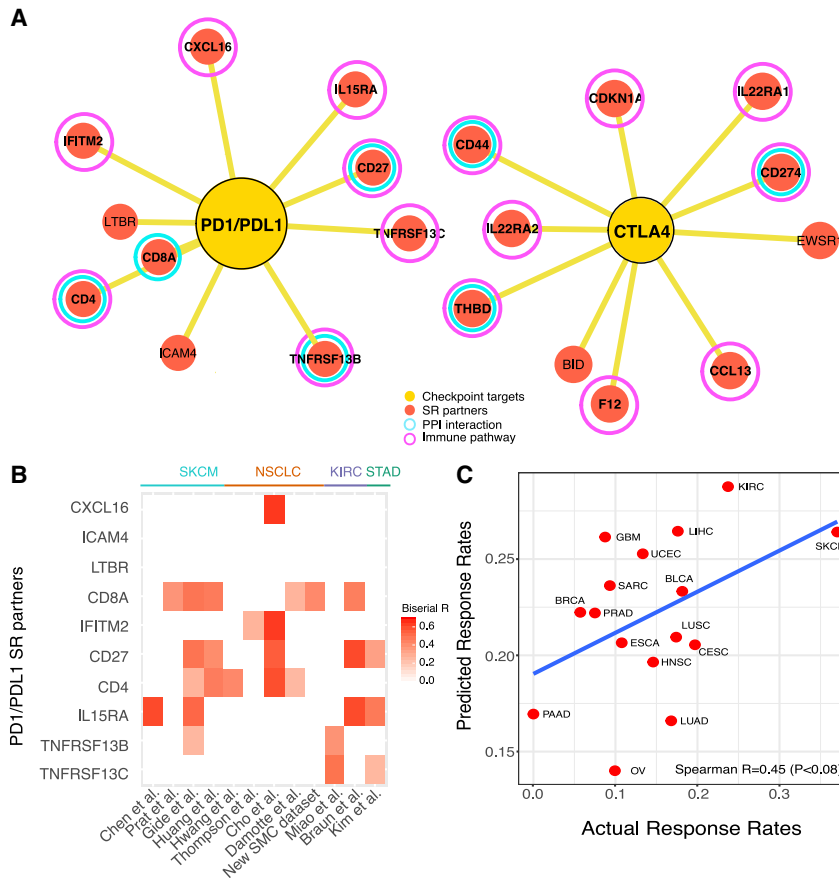 A
CXCL16
IL15RA
CDKN1A
IL22RA1
IFITM2
CD44
CD27
CD274
LTBR
PD1/PDL1
TNFRSF13C
IL22RA2
CTLA4
EWSR1
CD8A
CD4
THBD
ICAM4
TNFRSF13B
BID
CCL13
F12
Checkpoint targets
SR partners
PPI interaction
Immune pathway
B
SKCM NSCLC KIRC STAD
PD1/PDL1 SR partners
CXCL16
ICAM4
LTBR
CD8A
IFITM2
CD27
CD4
IL15RA
TNFRSF13B
TNFRSF13C
Biserial R
0.6
0.4
0.2
0.0
Chen et al.
Prat et al.
Gide et al.
Huang et al.
Hwang et al.
Thompson et al.
Cho et al.
Damotte et al.
New SMC dataset
Miao et al.
Braun et al.
Kim et al.
C
Predicted Response Rates
0.25
0.20
0.15
KIRC
GBM
LIHC
SKCM
UCEC
SARC
BLCA
BRCA
PRAD
LUSC
ESCA
CESC
HNSC
PAAD
LUAD
OV
Spearman R=0.45 (P<0.08)
0.0 0.1 0.2 0.3
Actual Response Rates